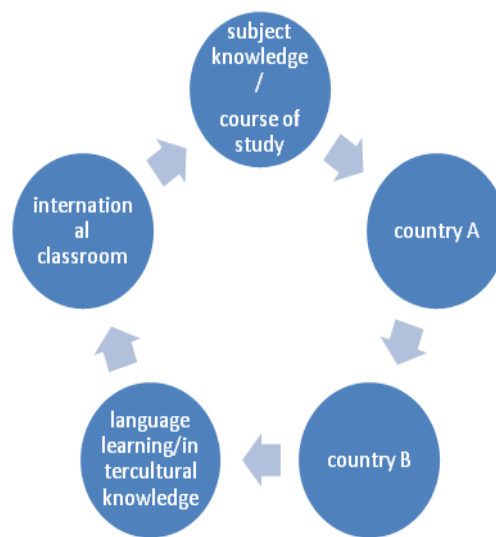 subject
knowledge
/
course of
study
country A
country B
language
learning/in
tercultural
knowledge
internation
al
classroom